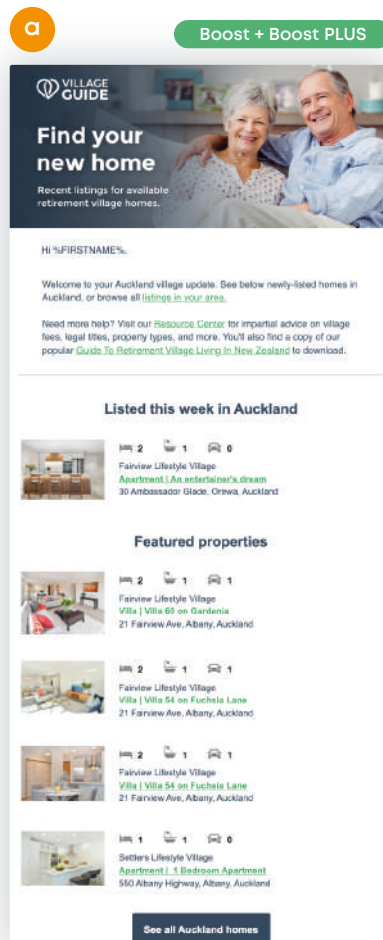 a
Boost + Boost PLUS
VILLAGE
GUIDE
Find your
new home
Recent listings for available
retirement village homes.
Hi %FIRSTNAME%,
Welcome to your Auckland village update. See below newly-listed homes in
Auckland, or browse all listings in your area.
Need more help? Visit our Resource Center for impartial advice on village
fees, legal titles, property types, and more. You'll also find a copy of our
popular Guide To Retirement Village Living In New Zealand to download.
Listed this week in Auckland
2 1 0
Fairview Lifestyle Village
Apartment | An entertainer's dream
30 Ambassador Glade, Orewa, Auckland
Featured properties
2 1 1
Fairview Lifestyle Village
Villa | Villa 60 on Gardenia
21 Fairview Ave, Albany, Auckland
2 1 1
Fairview Lifestyle Village
Villa | Villa 54 on Fuchsia Lane
21 Fairview Ave, Albany, Auckland
2 1 1
Fairview Lifestyle Village
Villa | Villa 54 on Fuchsia Lane
21 Fairview Ave, Albany, Auckland
1 1 0
Settlers Lifestyle Village
Apartment | 1 Bedroom Apartment
550 Albany Highway, Albany, Auckland
See all Auckland homes